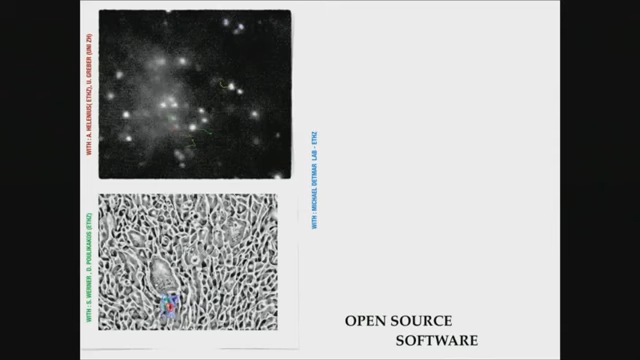 WITH : A. HELENIUS( ETHZ), U. GREBER (UNI ZH)
WITH : S. WERNER , D. POULIKAKOS (ETHZ)
WITH : MICHAEL DETMAR LAB - ETHZ
OPEN SOURCE
SOFTWARE